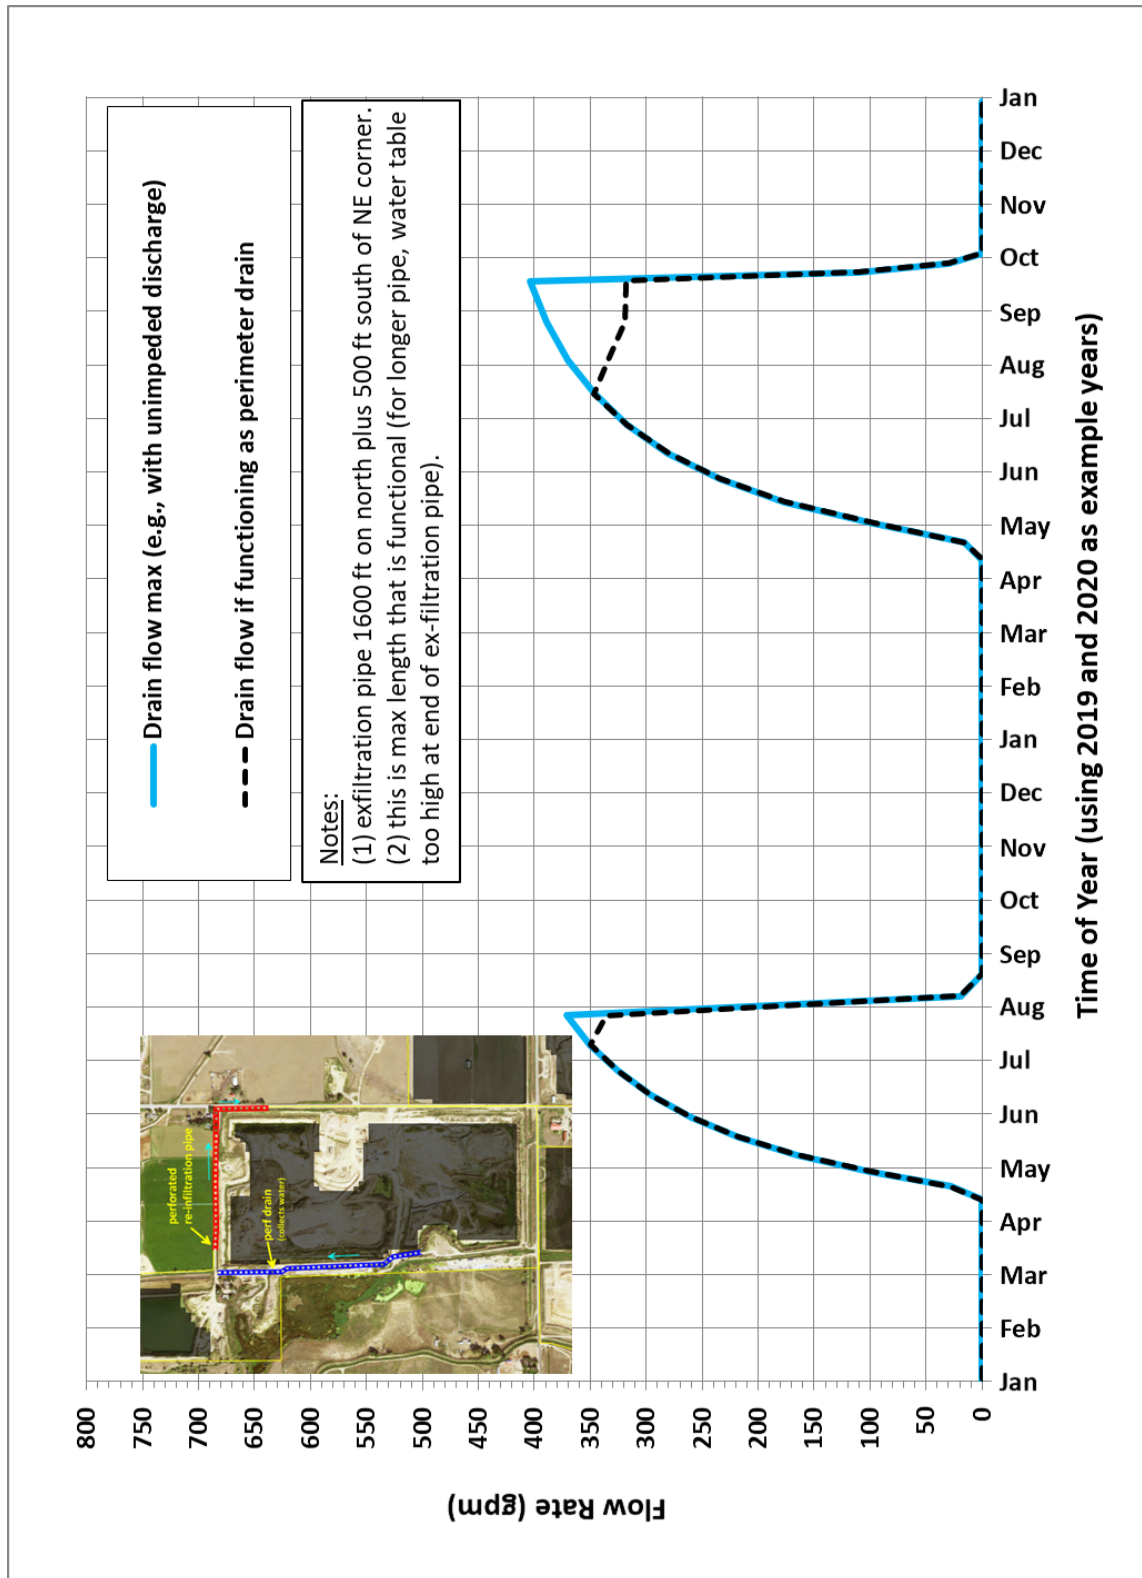 Drain flow max (e.g., with unimpeded discharge)
Drain flow if functioning as perimeter drain
Notes:
(1) exfiltration pipe 1600 ft on north plus 500 ft south of NE corner.
(2) this is max length that is functional (for longer pipe, water table
too high at end of ex-filtration pipe).
perforated
re-infiltration pipe
perf drain
(collects water)
Flow Rate (gpm)
800
750
700
650
600
550
500
450
400
350
300
250
200
150
100
50
0
Jan
Feb
Mar
Apr
May
Jun
Jul
Aug
Sep
Oct
Nov
Dec
Jan
Feb
Mar
Apr
May
Jun
Jul
Aug
Sep
Oct
Nov
Dec
Jan
Time of Year (using 2019 and 2020 as example years)